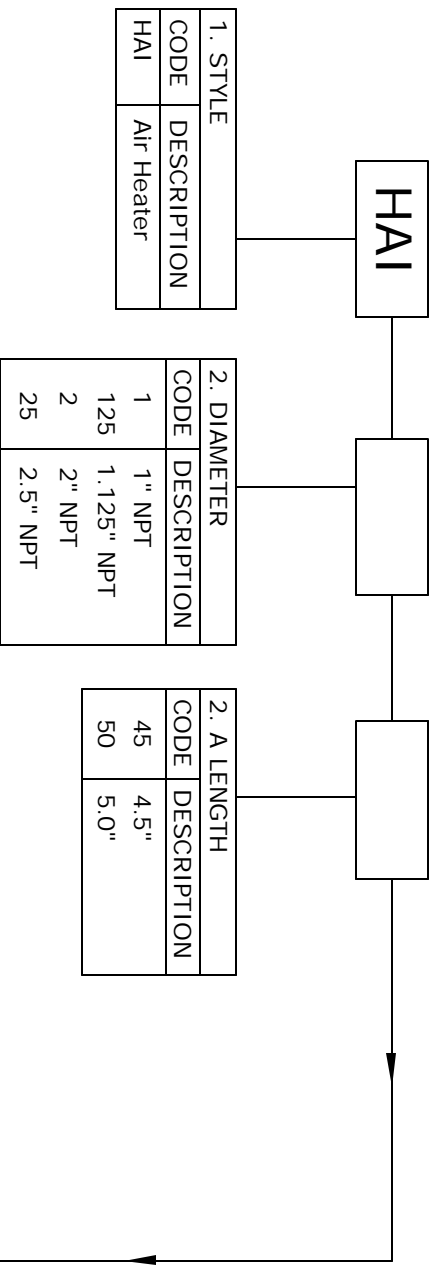 HAI
1. STYLE
CODE DESCRIPTION
HAI Air Heater
2. DIAMETER
CODE DESCRIPTION
1 1" NPT
125 1.125" NPT
2 2" NPT
25 2.5" NPT
2. A LENGTH
CODE DESCRIPTION
45 4.5"
50 5.0"